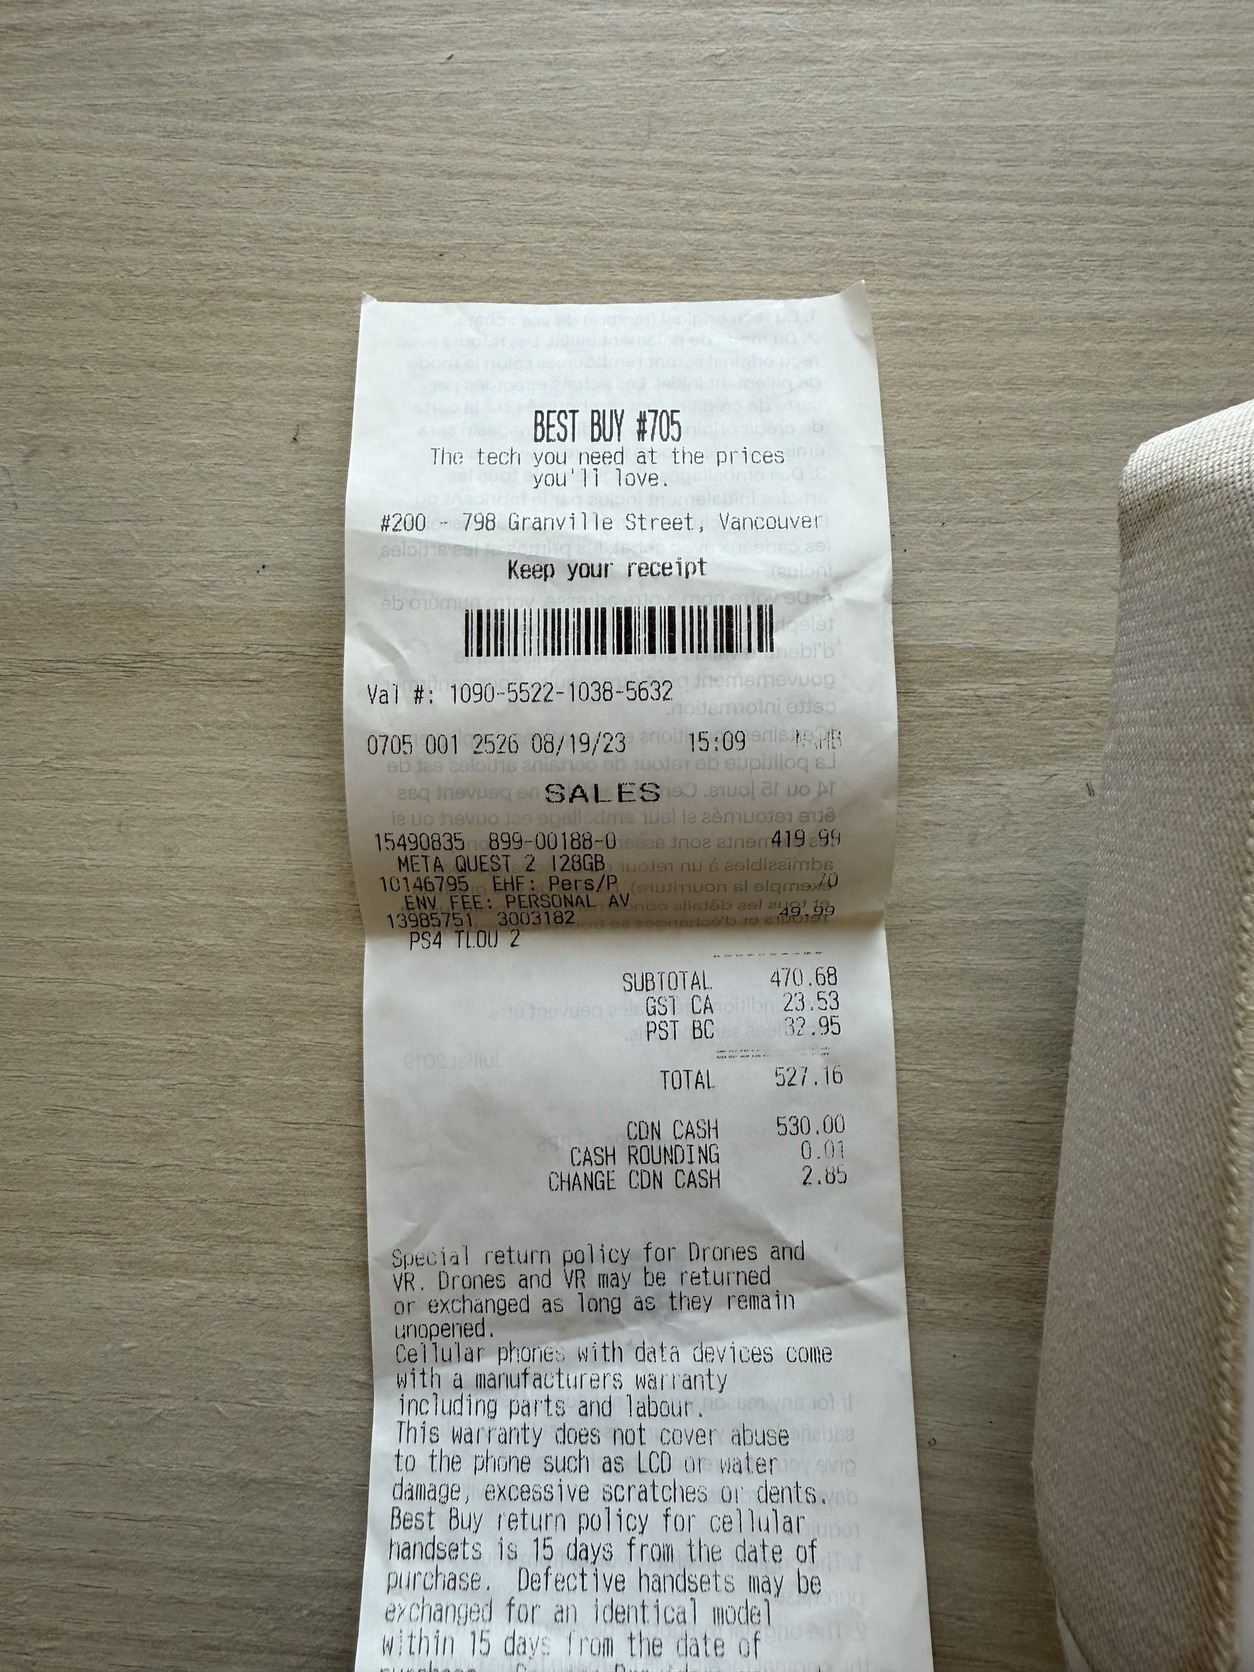 BEST BUY #705
The tech you need at the prices
you'll love.
#200 - 798 Granville Street, Vancouver
Keep your receipt
Val #: 1090-5522-1038-5632
0705 001 2526 08/19/23 15:09
SALES
15490835 899-00188-0 419.99
META QUEST 2 128GB
10146795 EHF: Pers/P .70
ENV FEE: PERSONAL AV
13985751 3003182 49.99
PS4 TLOU 2
SUBTOTAL 470.68
GST CA 23.53
PST BC 32.95
TOTAL 527.16
CDN CASH 530.00
CASH ROUNDING 0.01
CHANGE CDN CASH 2.85
Special return policy for Drones and
VR. Drones and VR may be returned
or exchanged as long as they remain
unopened.
Cellular phones with data devices come
with a manufacturers warranty
including parts and labour.
This warranty does not cover abuse
to the phone such as LCD or water
damage, excessive scratches or dents.
Best Buy return policy for cellular
handsets is 15 days from the date of
purchase. Defective handsets may be
exchanged for an identical model
within 15 days from the date of